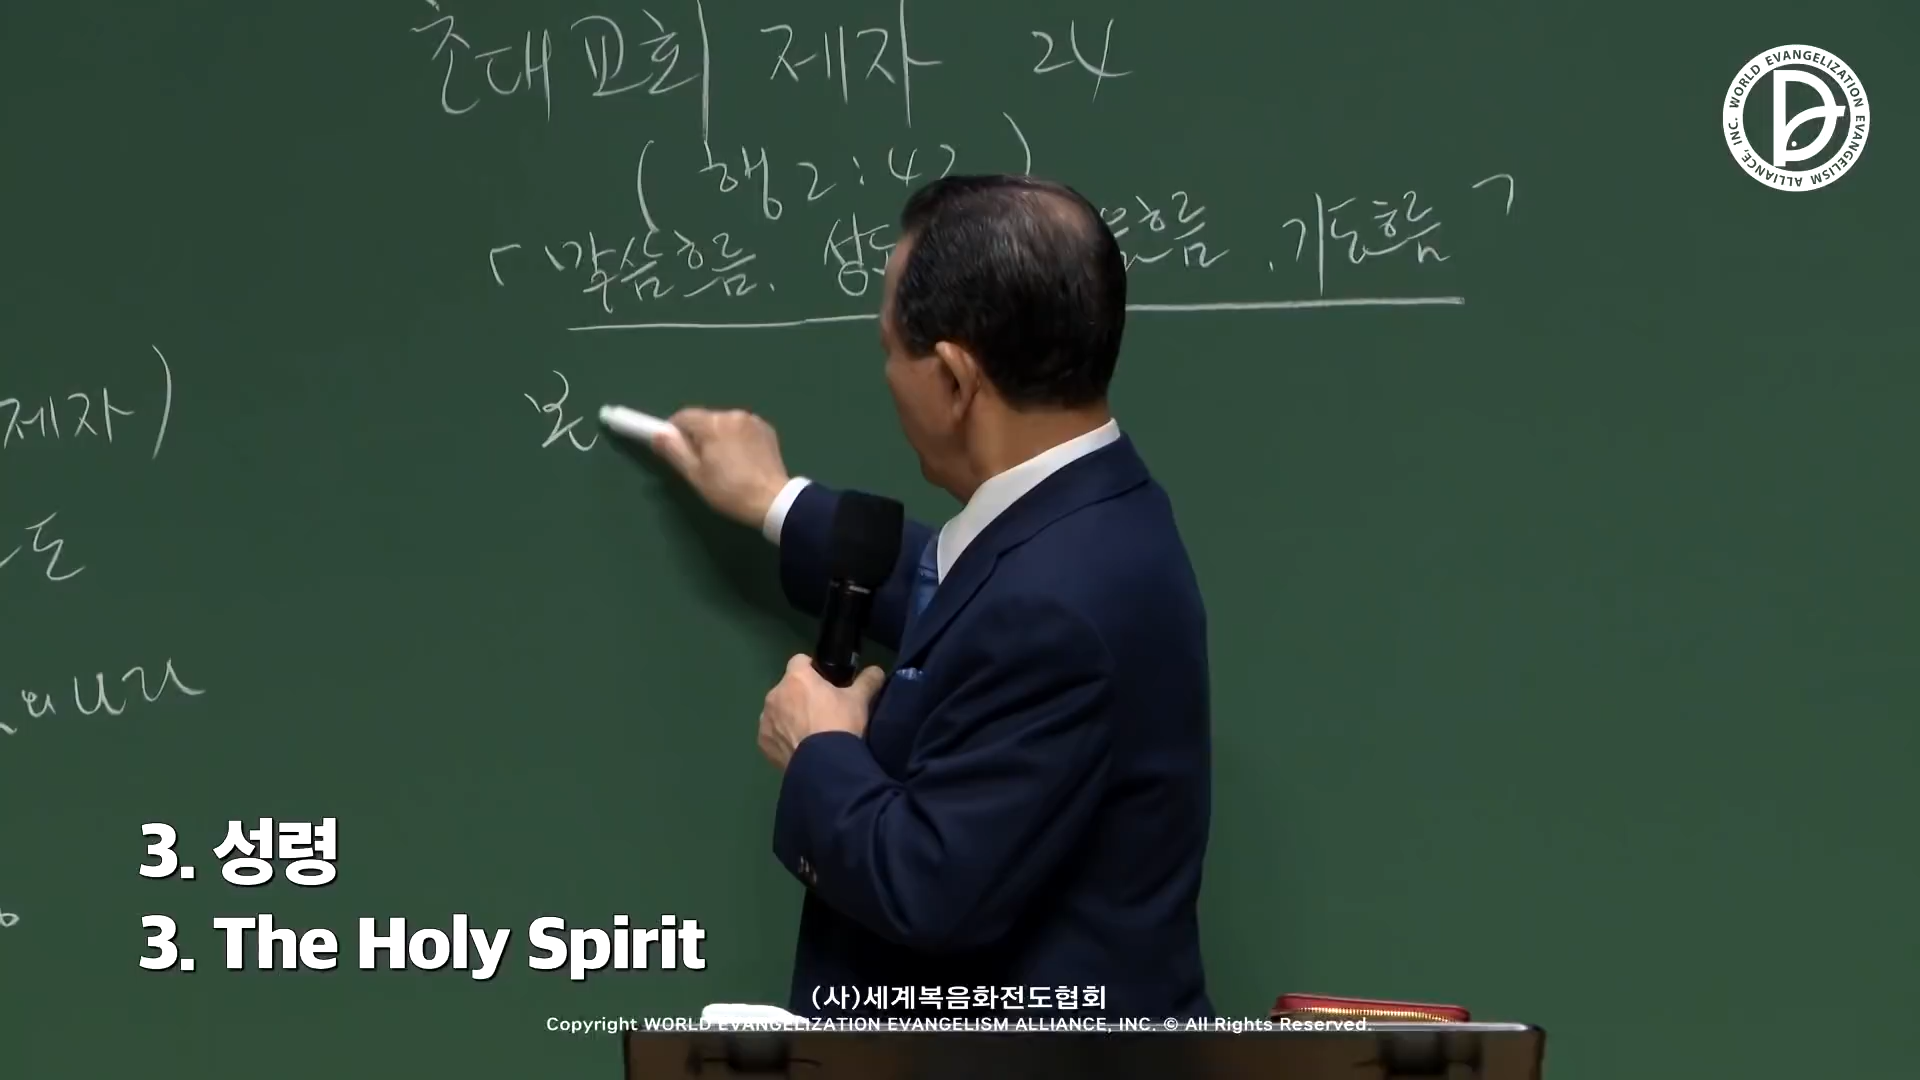 초대교회 제자 24
(행 2:42)
「말씀흐름. 흐름. 기도흐름」
제자)
도
본
3. 성령
3. The Holy Spirit
(사)세계복음화전도협회
Copyright WORLD EVANGELIZATION EVANGELISM ALLIANCE, INC. © All Rights Reserved.
WORLD EVANGELIZATION EVANGELISM ALLIANCE, INC.